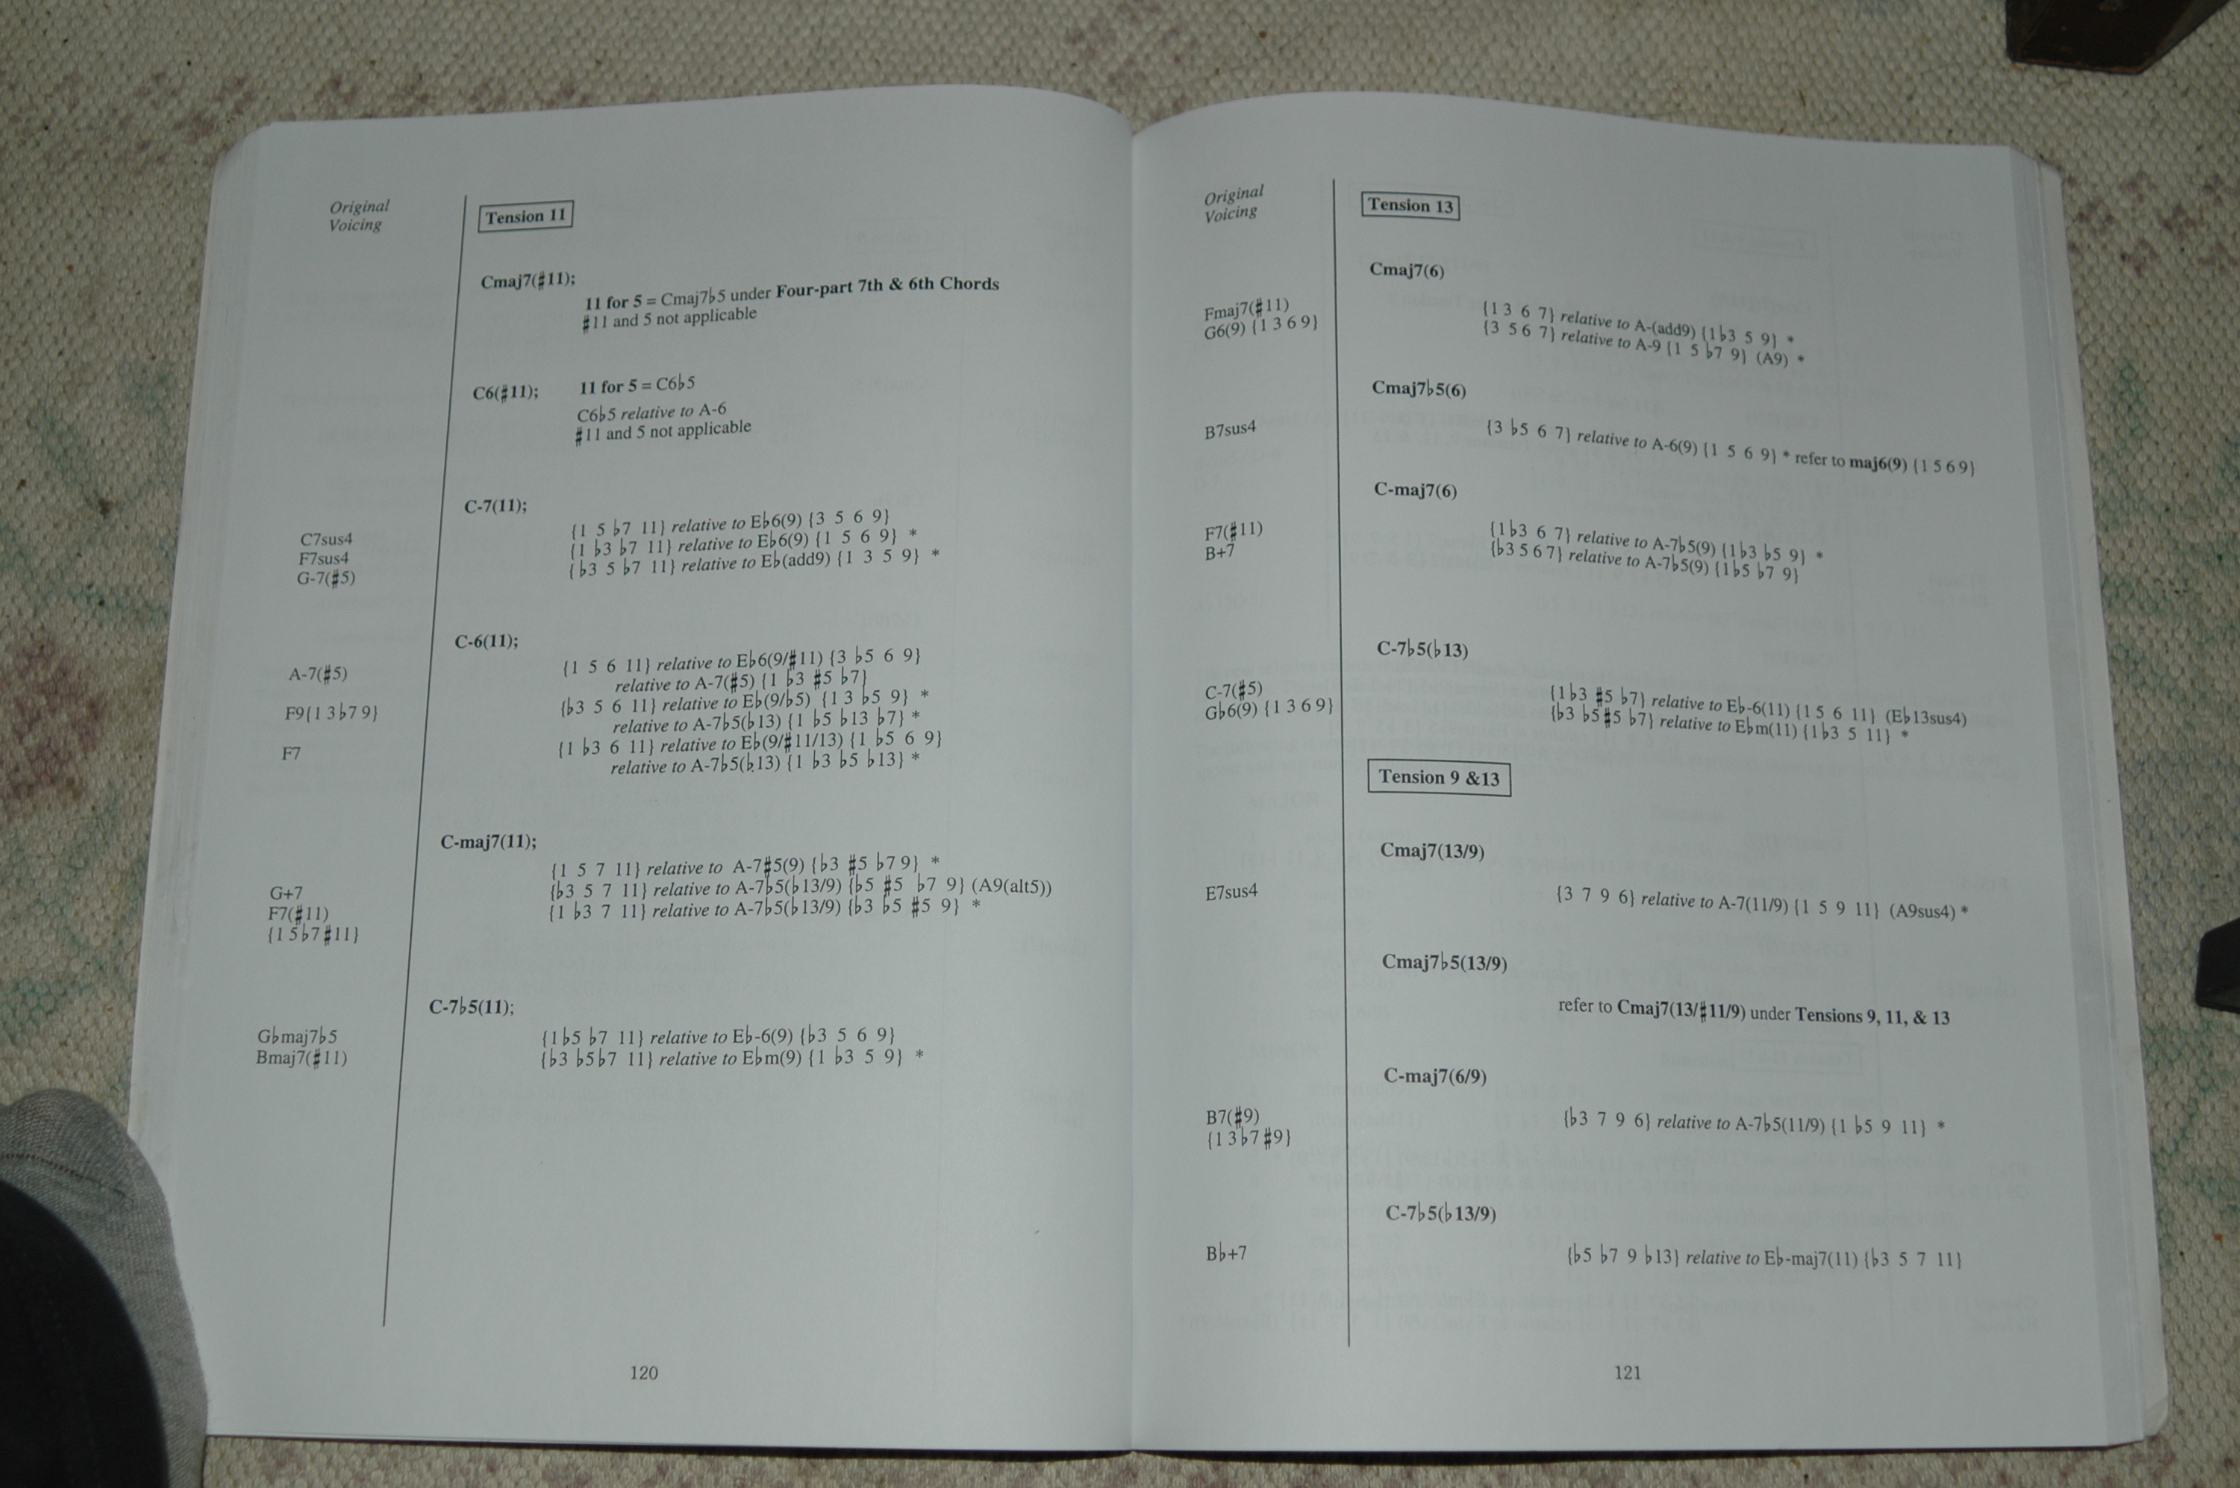 Original
Voicing
Tension 11
Cmaj7(♯11);
11 for 5 = Cmaj7♭5 under Four-part 7th & 6th Chords
♯11 and 5 not applicable
C6(♯11); 11 for 5 = C6♭5
C6♭5 relative to A-6
♯11 and 5 not applicable
C-7(11);
C7sus4 {1 5 ♭7 11} relative to E♭6(9) {3 5 6 9}
F7sus4 {1 ♭3 ♭7 11} relative to E♭6(9) {1 5 6 9} *
G-7(♯5) {♭3 5 ♭7 11} relative to E♭(add9) {1 3 5 9} *
C-6(11);
A-7(♯5) {1 5 6 11} relative to E♭6(9/♯11) {3 ♭5 6 9}
relative to A-7(♯5) {1 ♭3 ♯5 ♭7}
F9{1 3 ♭7 9} {♭3 5 6 11} relative to E♭(9/♭5) {1 3 ♭5 9} *
relative to A-7♭5(♭13) {1 ♭5 ♭13 ♭7} *
F7 {1 ♭3 6 11} relative to E♭(9/♯11/13) {1 ♭5 6 9}
relative to A-7♭5(♭13) {1 ♭3 ♭5 ♭13} *
C-maj7(11);
{1 5 7 11} relative to A-7♯5(9) {♭3 ♯5 ♭7 9} *
G+7 {♭3 5 7 11} relative to A-7♭5(♭13/9) {♭5 ♯5 ♭7 9} (A9(alt5))
F7(♯11) {1 ♭3 7 11} relative to A-7♭5(♭13/9) {♭3 ♭5 ♯5 9} *
{1 5 ♭7 ♯11}
C-7♭5(11);
G♭maj7♭5 {1 ♭5 ♭7 11} relative to E♭-6(9) {♭3 5 6 9}
Bmaj7(♯11) {♭3 ♭5 ♭7 11} relative to E♭m(9) {1 ♭3 5 9} *
120
Original
Voicing
Tension 13
Cmaj7(6)
Fmaj7(♯11) {1 3 6 7} relative to A-(add9) {1 ♭3 5 9} *
G6(9) {1 3 6 9} {3 5 6 7} relative to A-9 {1 5 ♭7 9} (A9) *
Cmaj7♭5(6)
B7sus4 {3 ♭5 6 7} relative to A-6(9) {1 5 6 9} * refer to maj6(9) {1 5 6 9}
C-maj7(6)
F7(♯11) {1 ♭3 6 7} relative to A-7♭5(9) {1 ♭3 ♭5 9} *
B+7 {♭3 5 6 7} relative to A-7♭5(9) {1 ♭5 ♭7 9}
C-7♭5(♭13)
C-7(♯5) {1 ♭3 ♯5 ♭7} relative to E♭-6(11) {1 5 6 11} (E♭13sus4)
G♭6(9) {1 3 6 9} {♭3 ♭5 ♯5 ♭7} relative to E♭m(11) {1 ♭3 5 11} *
Tension 9 &13
Cmaj7(13/9)
E7sus4 {3 7 9 6} relative to A-7(11/9) {1 5 9 11} (A9sus4) *
Cmaj7♭5(13/9)
refer to Cmaj7(13/♯11/9) under Tensions 9, 11, & 13
C-maj7(6/9)
B7(♯9) {♭3 7 9 6} relative to A-7♭5(11/9) {1 ♭5 9 11} *
{1 3 ♭7 ♯9}
C-7♭5(♭13/9)
B♭+7 {♭5 ♭7 9 ♭13} relative to E♭-maj7(11) {♭3 5 7 11}
121